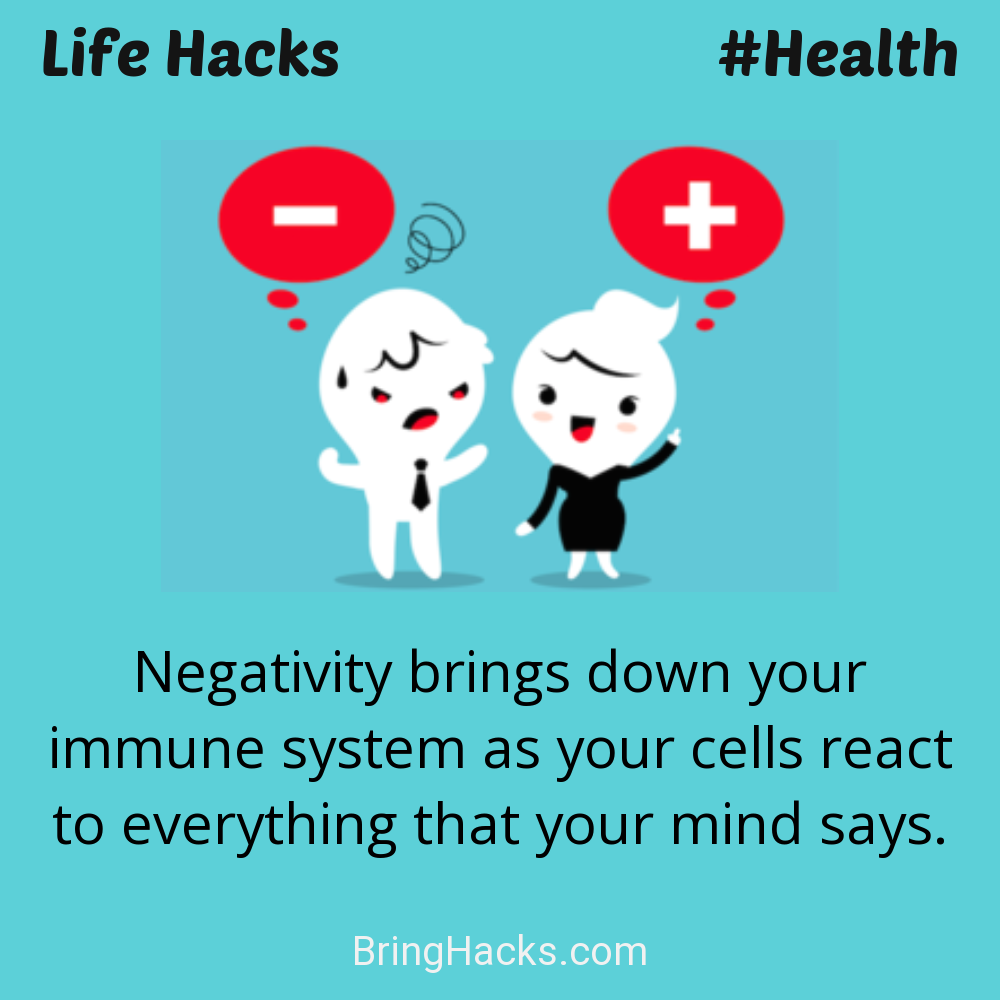 Life Hacks
#Health
Negativity brings down your
immune system as your cells react
to everything that your mind says.
BringHacks.com